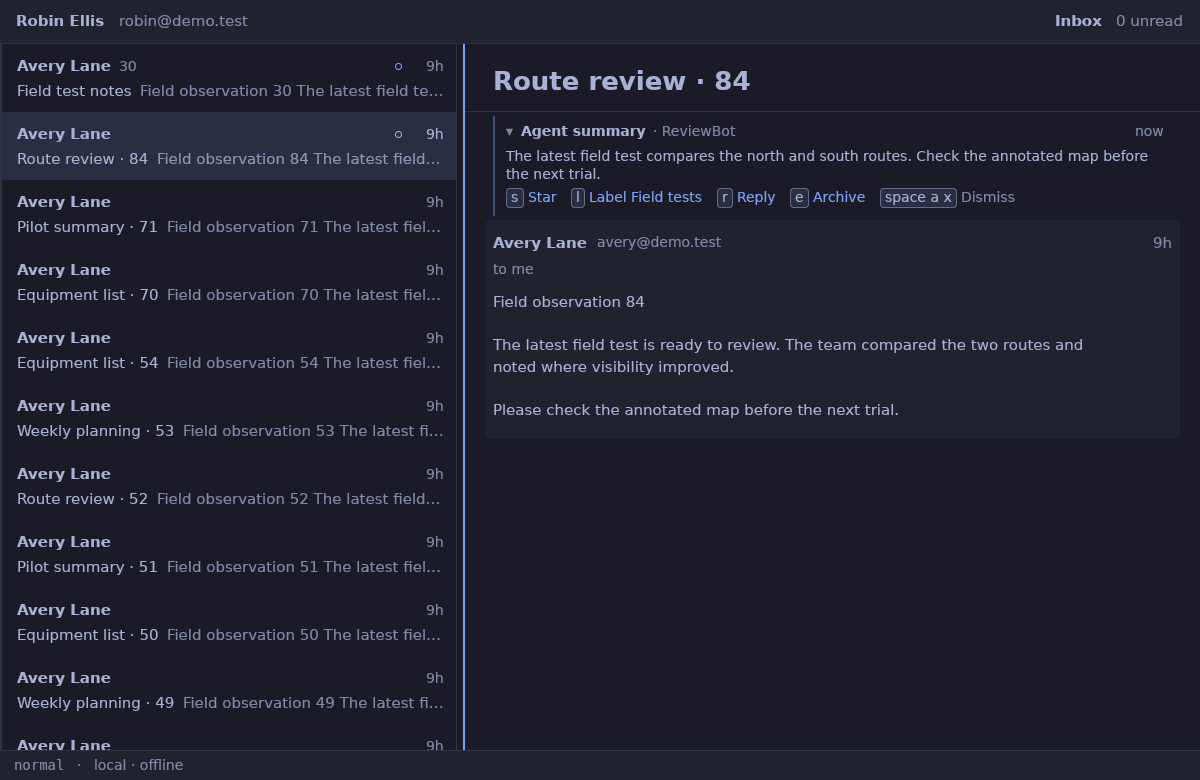 Robin Ellis robin@demo.test
Inbox 0 unread
Avery Lane 30 9h
Field test notes Field observation 30 The latest field te...
Avery Lane 9h
Route review · 84 Field observation 84 The latest field...
Avery Lane 9h
Pilot summary · 71 Field observation 71 The latest fiel...
Avery Lane 9h
Equipment list · 70 Field observation 70 The latest fiel...
Avery Lane 9h
Equipment list · 54 Field observation 54 The latest fiel...
Avery Lane 9h
Weekly planning · 53 Field observation 53 The latest fi...
Avery Lane 9h
Route review · 52 Field observation 52 The latest field...
Avery Lane 9h
Pilot summary · 51 Field observation 51 The latest fiel...
Avery Lane 9h
Equipment list · 50 Field observation 50 The latest fiel...
Avery Lane 9h
Weekly planning · 49 Field observation 49 The latest fi...
Avery Lane 9h
Route review · 84
▾ Agent summary · ReviewBot now
The latest field test compares the north and south routes. Check the annotated map before
the next trial.
s Star l Label Field tests r Reply e Archive space a x Dismiss
Avery Lane avery@demo.test 9h
to me
Field observation 84
The latest field test is ready to review. The team compared the two routes and
noted where visibility improved.
Please check the annotated map before the next trial.
normal · local · offline